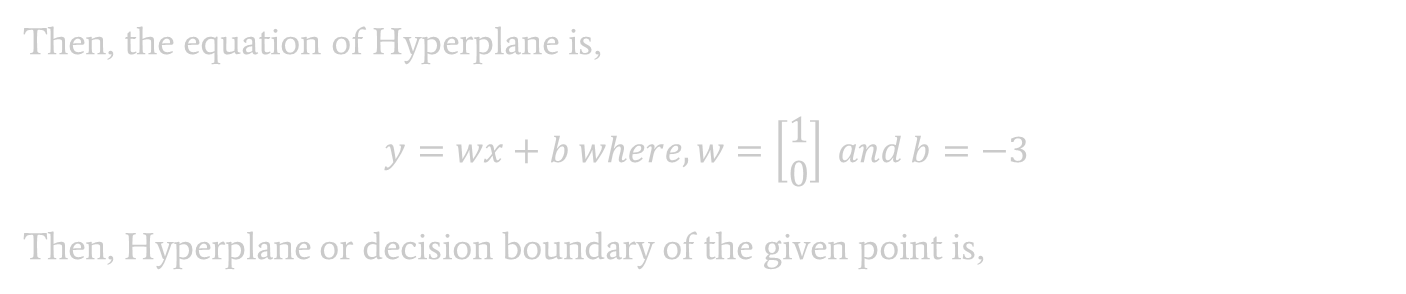 Then, the equation of Hyperplane is,
y = wx + b where, w = [1 0] and b = −3
Then, Hyperplane or decision boundary of the given point is,